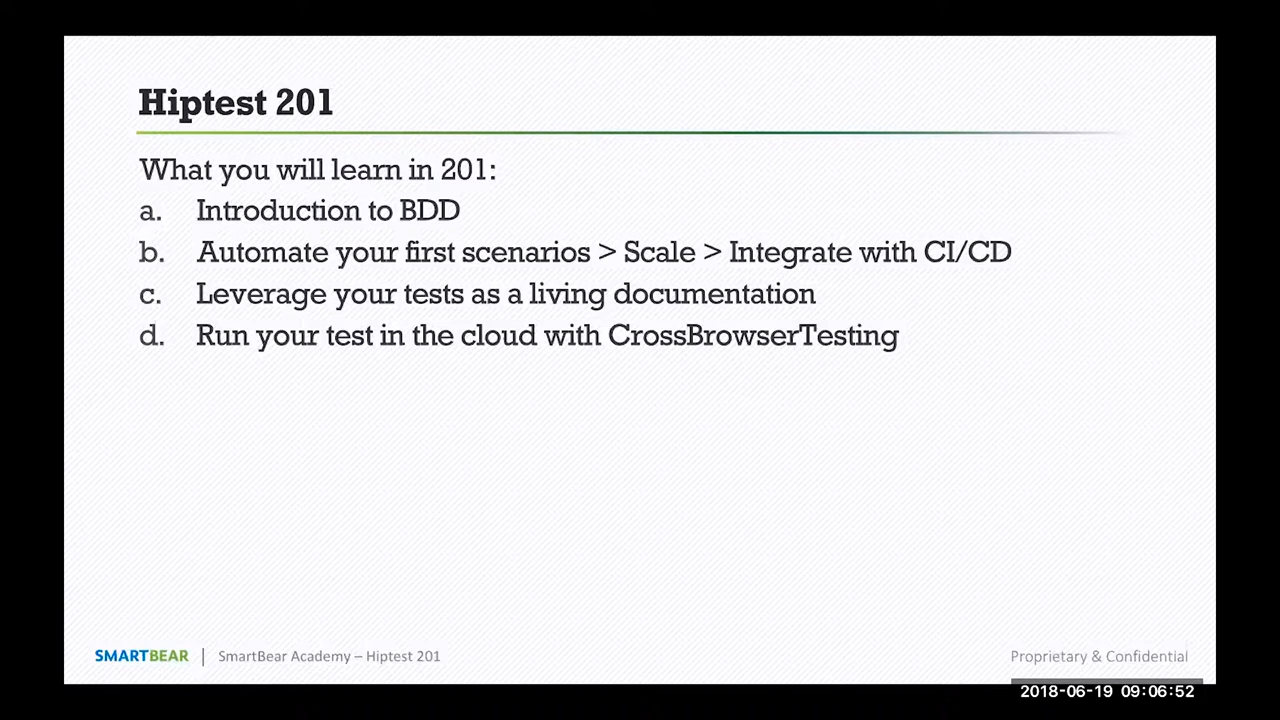 Hiptest 201
What you will learn in 201:
a. Introduction to BDD
b. Automate your first scenarios > Scale > Integrate with CI/CD
c. Leverage your tests as a living documentation
d. Run your test in the cloud with CrossBrowserTesting
SMARTBEAR | SmartBear Academy – Hiptest 201
Proprietary & Confidential
2018-06-19 09:06:52